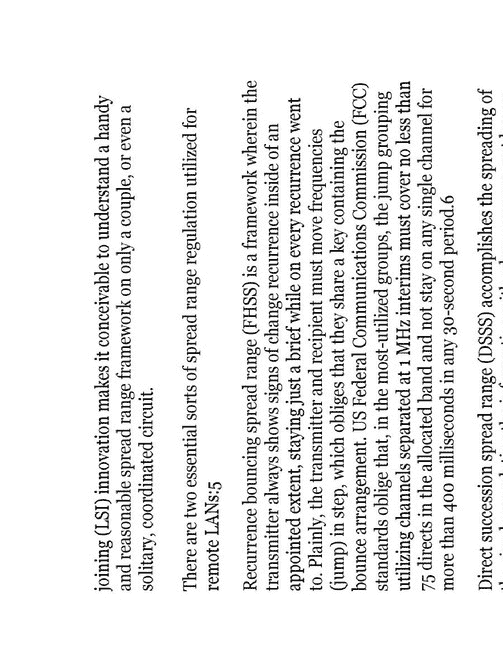 joining (LSI) innovation makes it conceivable to understand a handy
and reasonable spread range framework on only a couple, or even a
solitary, coordinated circuit.
There are two essential sorts of spread range regulation utilized for
remote LANs:5
Recurrence bouncing spread range (FHSS) is a framework wherein the
transmitter always shows signs of change recurrence inside of an
appointed extent, staying just a brief while on every recurrence went
to. Plainly, the transmitter and recipient must move frequencies
(jump) in step, which obliges that they share a key containing the
bounce arrangement. US Federal Communications Commission (FCC)
standards oblige that, in the most-utilized groups, the jump grouping
utilizing channels separated at 1 MHz interims must cover no less than
75 directs in the allocated band and not stay on any single channel for
more than 400 milliseconds in any 30-second period.6
Direct succession spread range (DSSS) accomplishes the spreading of